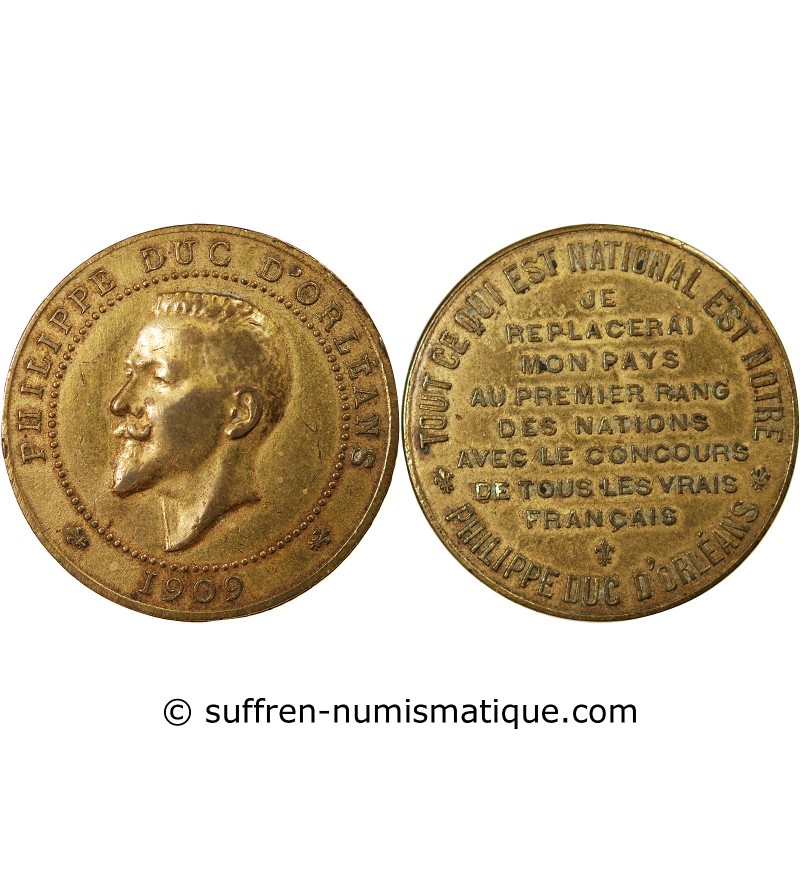 PHILIPPE DUC D'ORLÉANS
1909
TOUT CE QUI EST NATIONAL EST NOTRE
JE
REPLACERAI
MON PAYS
AU PREMIER RANG
DES NATIONS
AVEC LE CONCOURS
DE TOUS LES VRAIS
FRANÇAIS
PHILIPPE DUC D'ORLÉANS
© suffren-numismatique.com